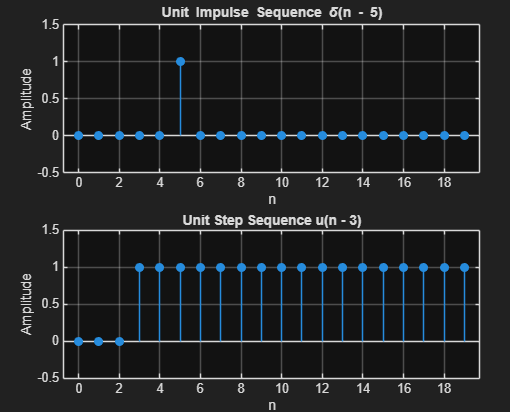 Unit Impulse Sequence δ(n - 5)
1.5
1
0.5
0
-0.5
Amplitude
0 2 4 6 8 10 12 14 16 18
n
Unit Step Sequence u(n - 3)
1.5
1
0.5
0
-0.5
Amplitude
0 2 4 6 8 10 12 14 16 18
n